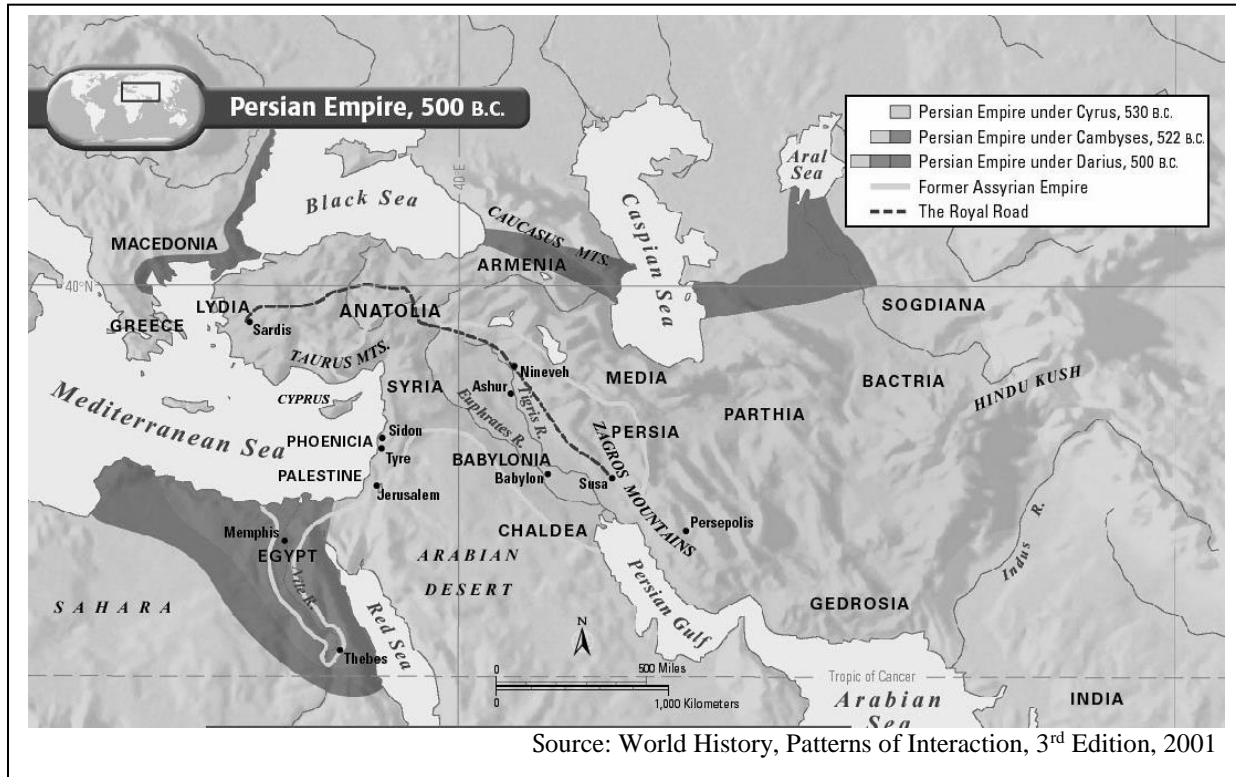 Persian Empire, 500 B.C.
Persian Empire under Cyrus, 530 B.C.
Persian Empire under Cambyses, 522 B.C.
Persian Empire under Darius, 500 B.C.
Former Assyrian Empire
The Royal Road
Aral
Sea
40°E
Black Sea
Caspian Sea
CAUCASUS MTS.
MACEDONIA
ARMENIA
40°N
SOGDIANA
LYDIA
ANATOLIA
GREECE
Sardis
TAURUS MTS.
Nineveh
MEDIA
BACTRIA
HINDU KUSH
SYRIA
Ashur
Tigris R.
Mediterranean Sea
CYPRUS
Euphrates R.
PARTHIA
PERSIA
PHOENICIA
Sidon
Tyre
BABYLONIA
ZAGROS MOUNTAINS
PALESTINE
Babylon
Susa
Jerusalem
Persepolis
CHALDEA
Memphis
EGYPT
ARABIAN
DESERT
Indus R.
SAHARA
Red Sea
Persian Gulf
GEDROSIA
N
Thebes
0 500 Miles
0 1,000 Kilometers
Tropic of Cancer
Arabian
Sea
INDIA
Source: World History, Patterns of Interaction, 3rd Edition, 2001